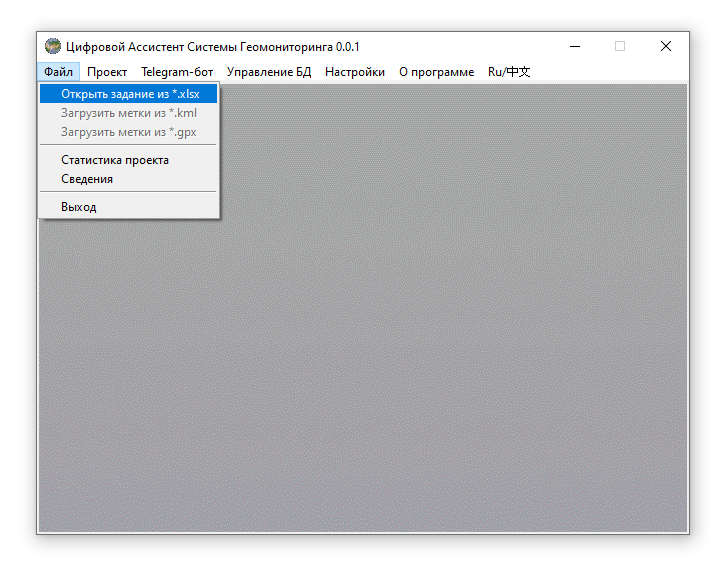 Цифровой Ассистент Системы Геомониторинга 0.0.1
Файл Проект Telegram-бот Управление БД Настройки О программе Ru/中文
Открыть задание из *.xlsx
Загрузить метки из *.kml
Загрузить метки из *.gpx
Статистика проекта
Сведения
Выход